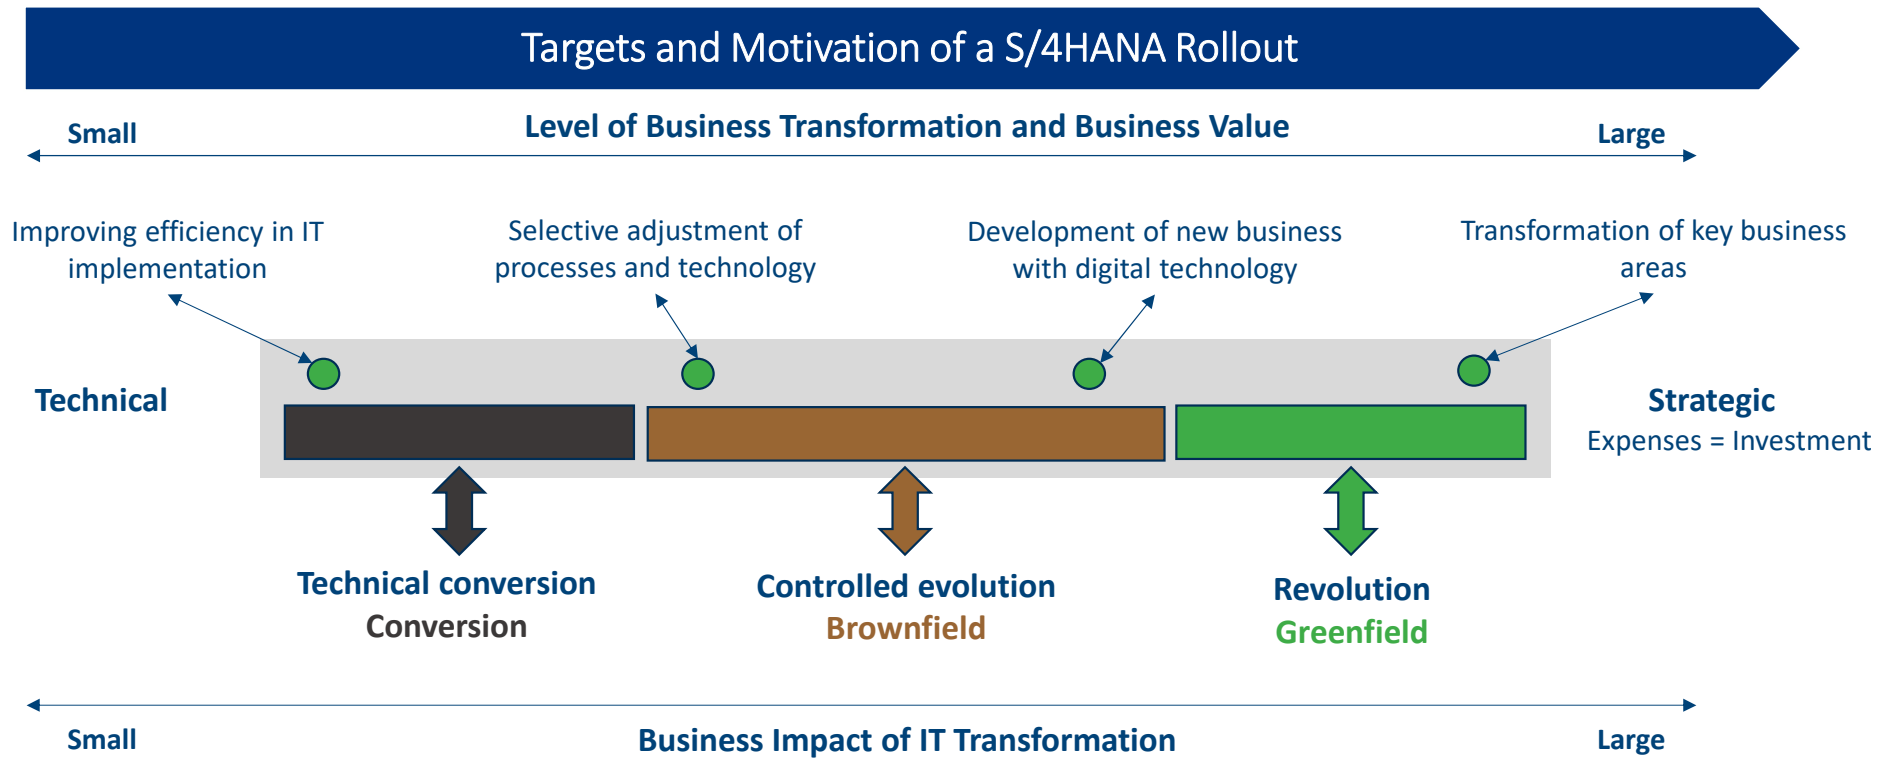 Targets and Motivation of a S/4HANA Rollout
Small
Level of Business Transformation and Business Value
Large
Improving efficiency in IT
implementation
Selective adjustment of
processes and technology
Development of new business
with digital technology
Transformation of key business
areas
Technical
Strategic
Expenses = Investment
Technical conversion
Conversion
Controlled evolution
Brownfield
Revolution
Greenfield
Small
Business Impact of IT Transformation
Large